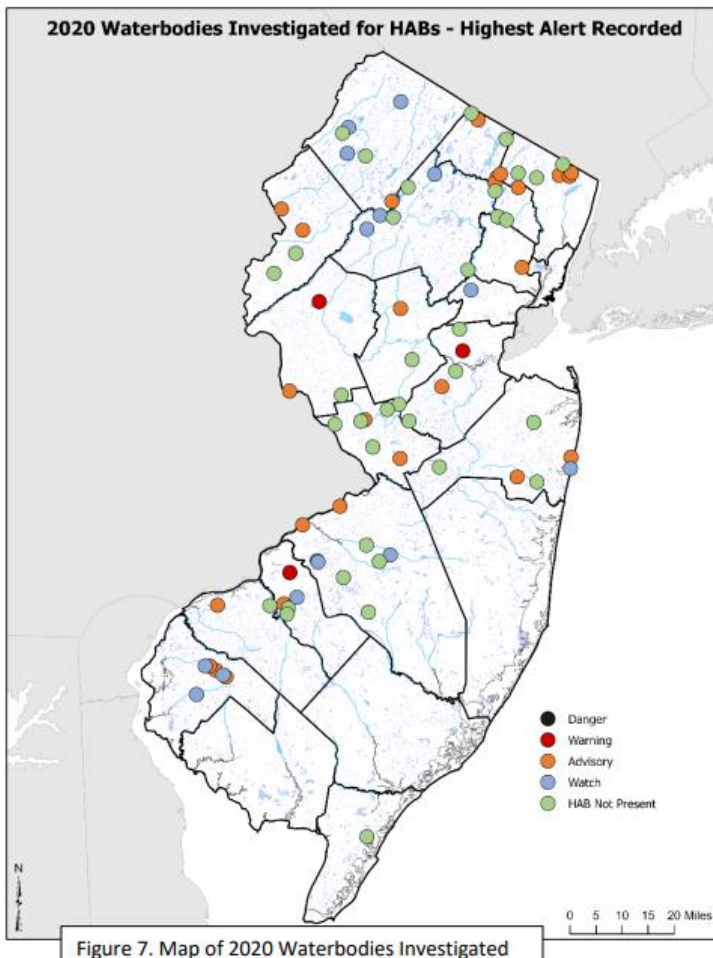 2020 Waterbodies Investigated for HABs - Highest Alert Recorded
Danger
Warning
Advisory
Watch
HAB Not Present
N
0 5 10 15 20 Miles
Figure 7. Map of 2020 Waterbodies Investigated